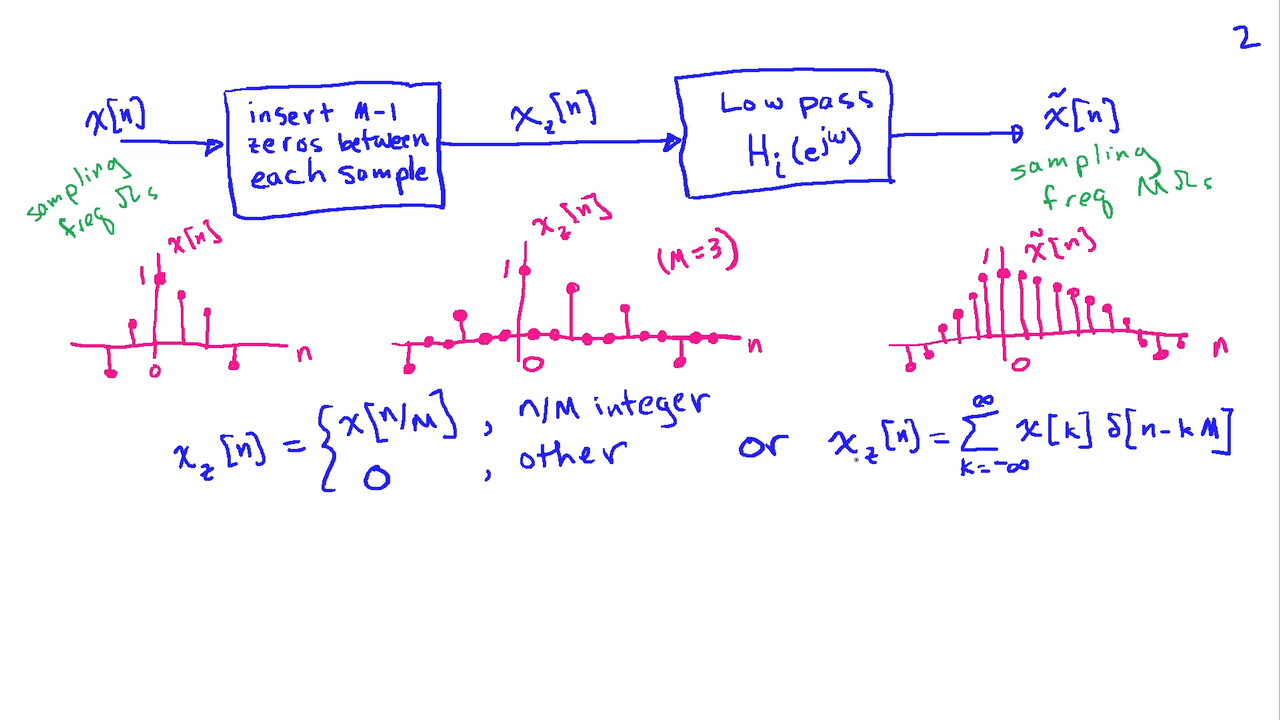 2
x[n]
insert M-1
zeros between
each sample
x_z[n]
Low pass
H_i(e^{jω})
x̃[n]
sampling
freq Ω_s
sampling
freq MΩ_s
x[n]
1
0
n
x_z[n]
(M=3)
1
0
n
x̃[n]
1
0
n
x_z[n] = { x[n/M] , n/M integer
0 , other
or x_z[n] = ∑_{k=-∞}^{∞} x[k] δ[n-kM]